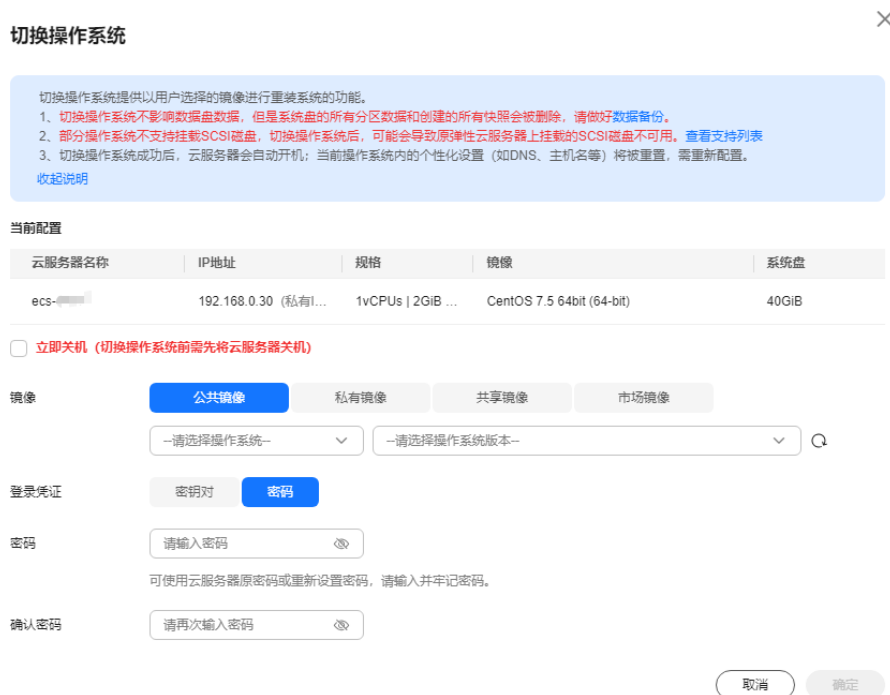 切换操作系统
切换操作系统提供以用户选择的镜像进行重装系统的功能。
1、切换操作系统不影响数据盘数据，但是系统盘的所有分区数据和创建的所有快照会被删除，请做好数据备份。
2、部分操作系统不支持挂载SCSI磁盘，切换操作系统后，可能会导致原弹性云服务器上挂载的SCSI磁盘不可用。查看支持列表
3、切换操作系统成功后，云服务器会自动开机；当前操作系统内的个性化设置（如DNS、主机名等）将被重置，需重新配置。
收起说明
当前配置
云服务器名称 IP地址 规格 镜像 系统盘
ecs- 192.168.0.30 (私有I... 1vCPUs | 2GiB ... CentOS 7.5 64bit (64-bit) 40GiB
立即关机（切换操作系统前需先将云服务器关机）
镜像 公共镜像 私有镜像 共享镜像 市场镜像
--请选择操作系统-- --请选择操作系统版本--
登录凭证 密钥对 密码
密码 请输入密码
可使用云服务器原密码或重新设置密码，请输入并牢记密码。
确认密码 请再次输入密码
取消 确定